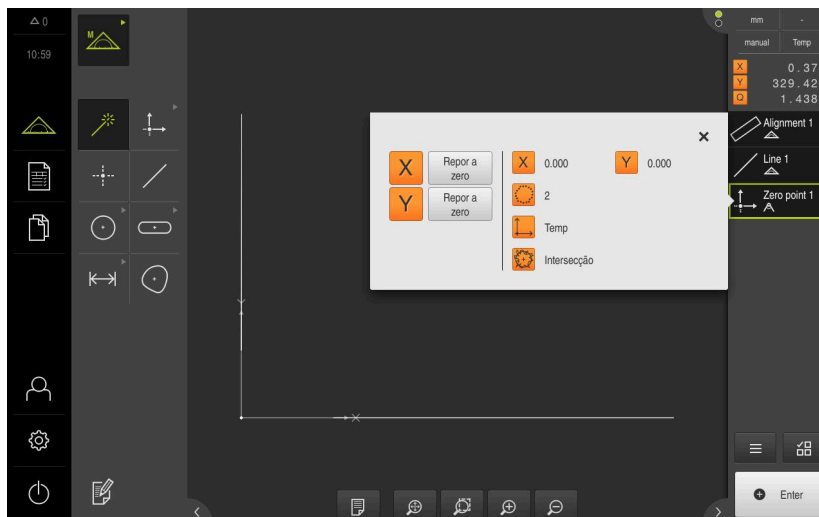 0
10:59
M
mm -
manual Temp
X 0.37
Y 329.42
Q 1.438
Alignment 1
Line 1
Zero point 1
X Repor a zero
Y Repor a zero
X 0.000 Y 0.000
2
Temp
Intersecção
Y
X
Enter